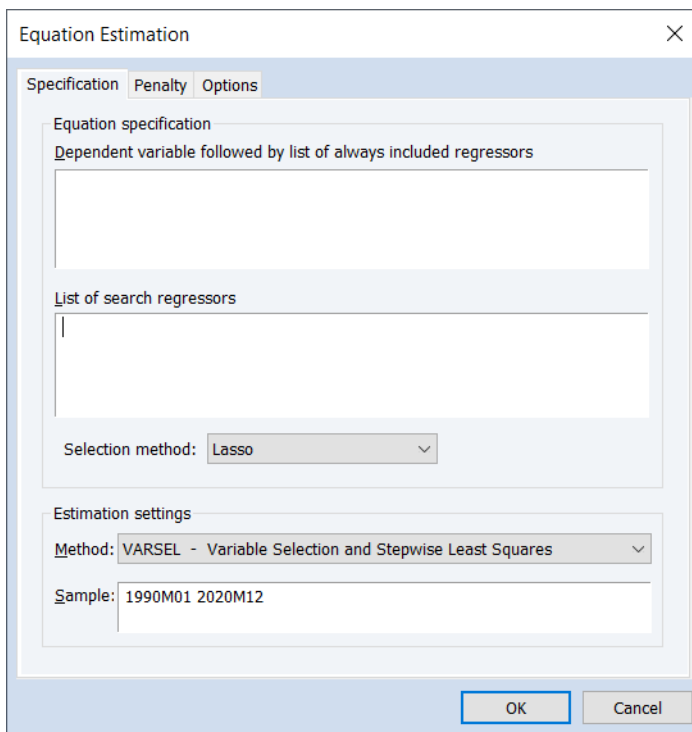 Equation Estimation
Specification Penalty Options
Equation specification
Dependent variable followed by list of always included regressors
List of search regressors
Selection method: Lasso
Estimation settings
Method: VARSEL - Variable Selection and Stepwise Least Squares
Sample: 1990M01 2020M12
OK Cancel